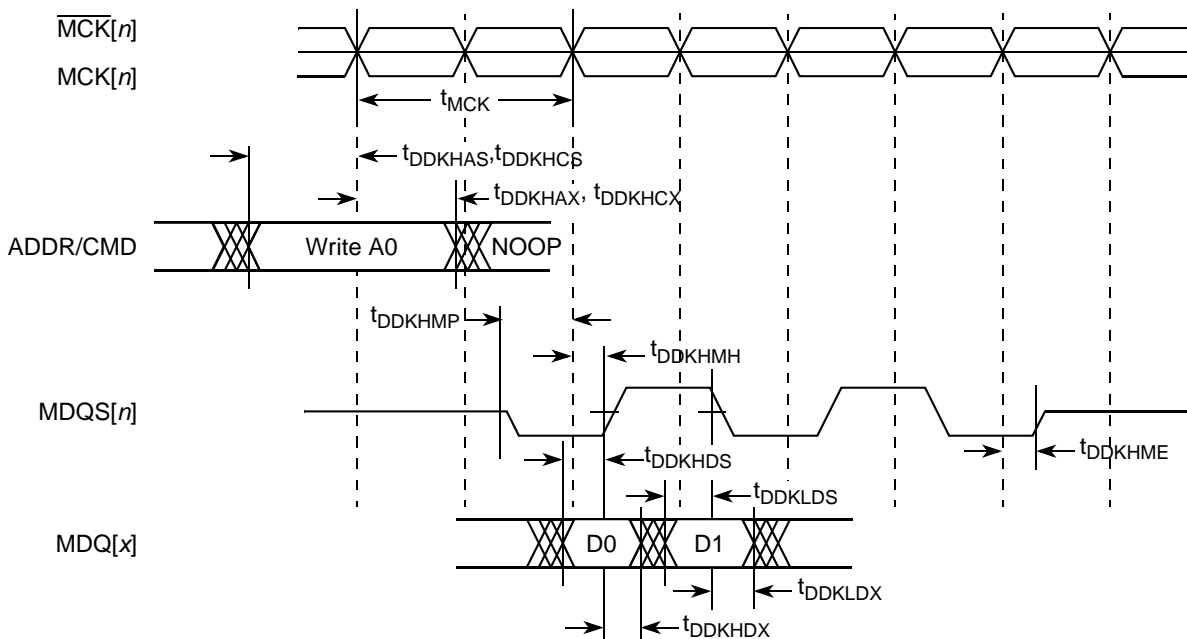 MCK[n]
MCK[n]
tMCK
tDDKHAS,tDDKHCS
tDDKHAX, tDDKHCX
ADDR/CMD
Write A0
NOOP
tDDKHMP
tDDKHMH
MDQS[n]
tDDKHDS
tDDKHME
tDDKLDS
MDQ[x]
D0
D1
tDDKLDX
tDDKHDX